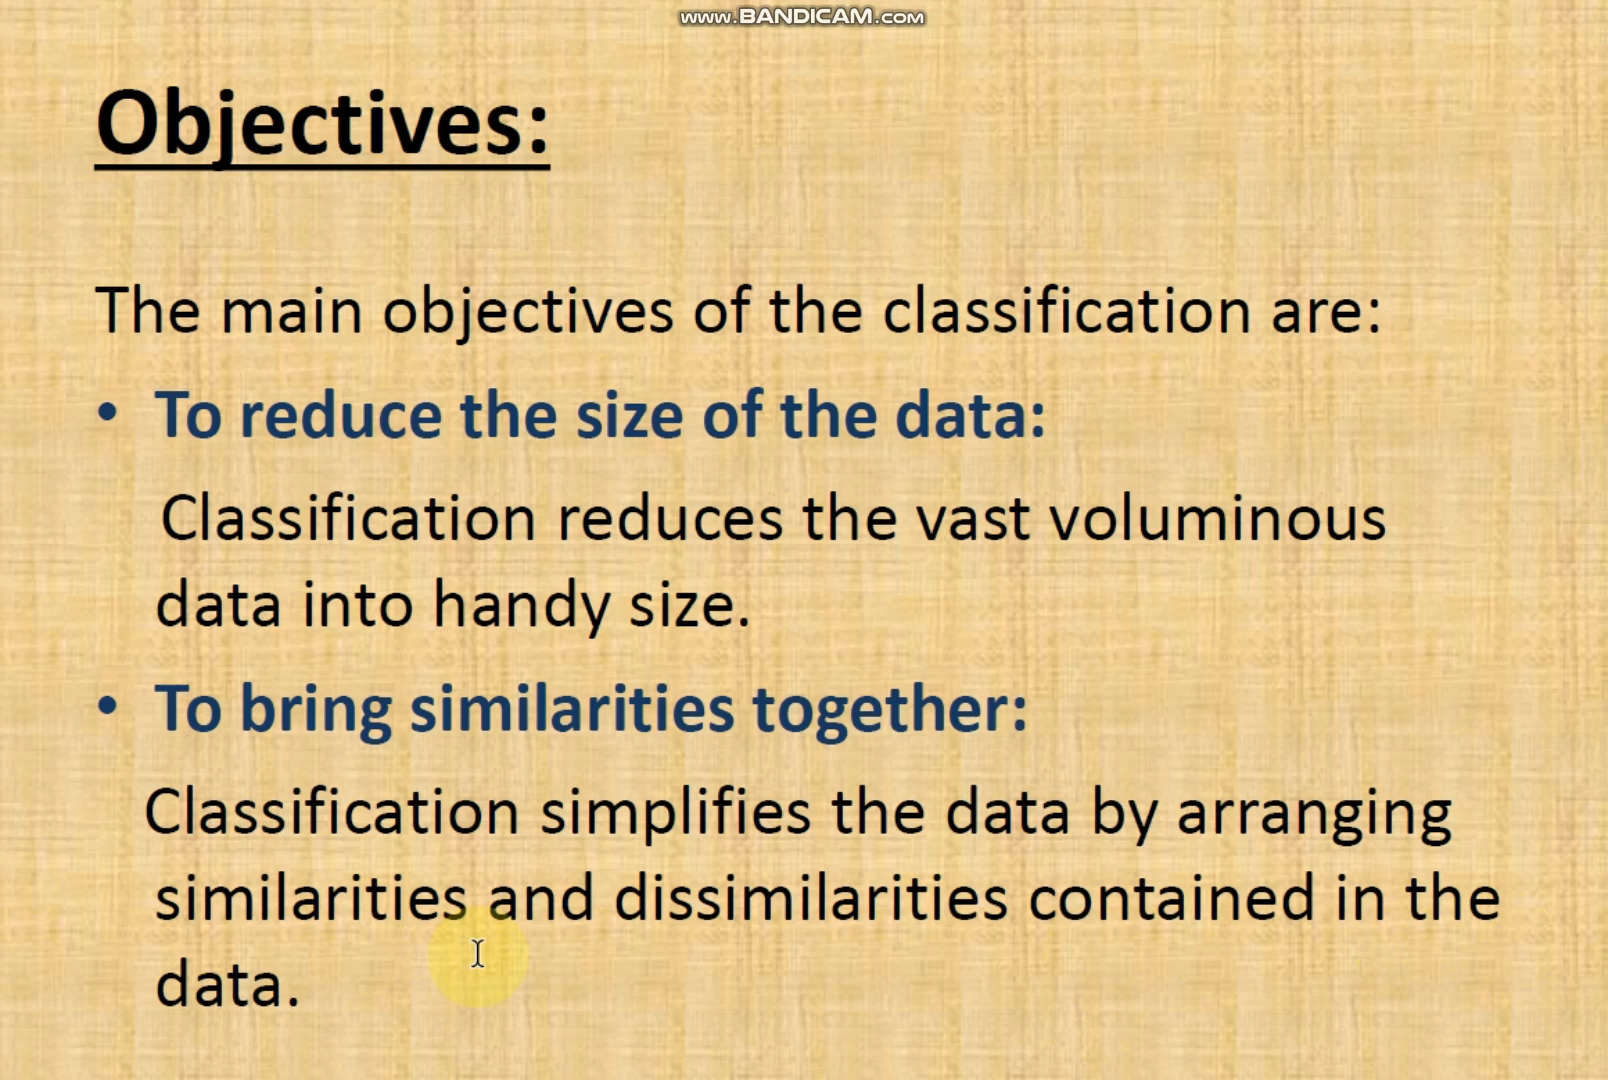 www.BANDICAM.com
Objectives:
The main objectives of the classification are:
• To reduce the size of the data:
Classification reduces the vast voluminous
data into handy size.
• To bring similarities together:
Classification simplifies the data by arranging
similarities and dissimilarities contained in the
data.